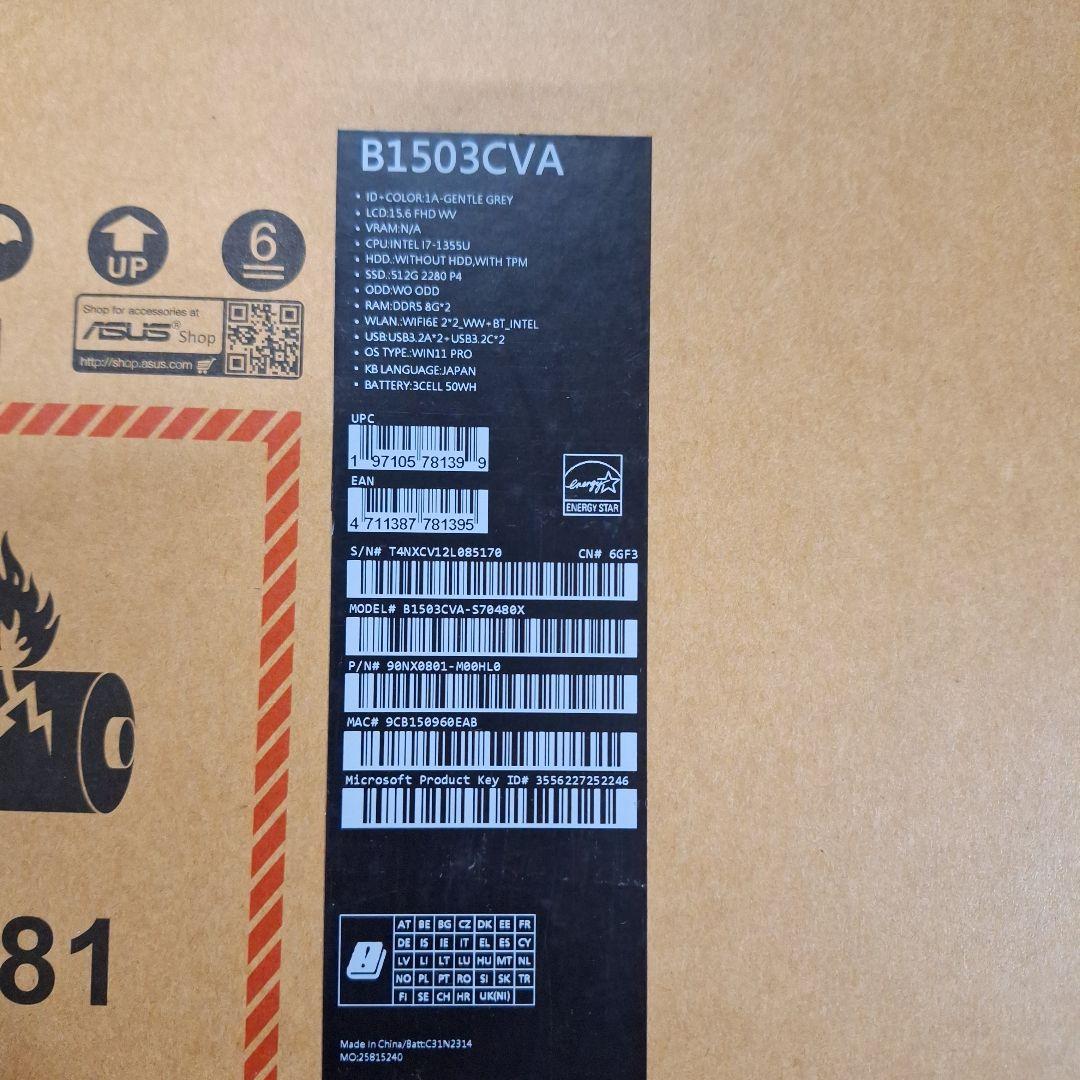 B1503CVA
• ID+COLOR:1A-GENTLE GREY
• LCD:15.6 FHD WV
• VRAM:N/A
• CPU:INTEL I7-1355U
• HDD.:WITHOUT HDD,WITH TPM
• SSD.:512G 2280 P4
• ODD:WO ODD
• RAM:DDR5 8G*2
• WLAN.:WIFI6E 2*2_WW+BT_INTEL
• USB:USB3.2A*2+USB3.2C*2
• OS TYPE.:WIN11 PRO
• KB LANGUAGE:JAPAN
• BATTERY:3CELL 50WH
UP
6
Shop for accessories at
ASUS® Shop
http://shop.asus.com
UPC
1 97105 78139 9
EAN
4 711387 781395
energy
ENERGY STAR
S/N# T4NXCV12L085170 CN# 6GF3
MODEL# B1503CVA-S70480X
P/N# 90NX0801-M00HL0
MAC# 9CB150960EAB
Microsoft Product Key ID# 3556227252246
81
AT BE BG CZ DK EE FR
DE IS IE IT EL ES CY
LV LI LT LU HU MT NL
NO PL PT RO SI SK TR
FI SE CH HR UK(NI)
Made in China/Batt:C31N2314
MO:25815240